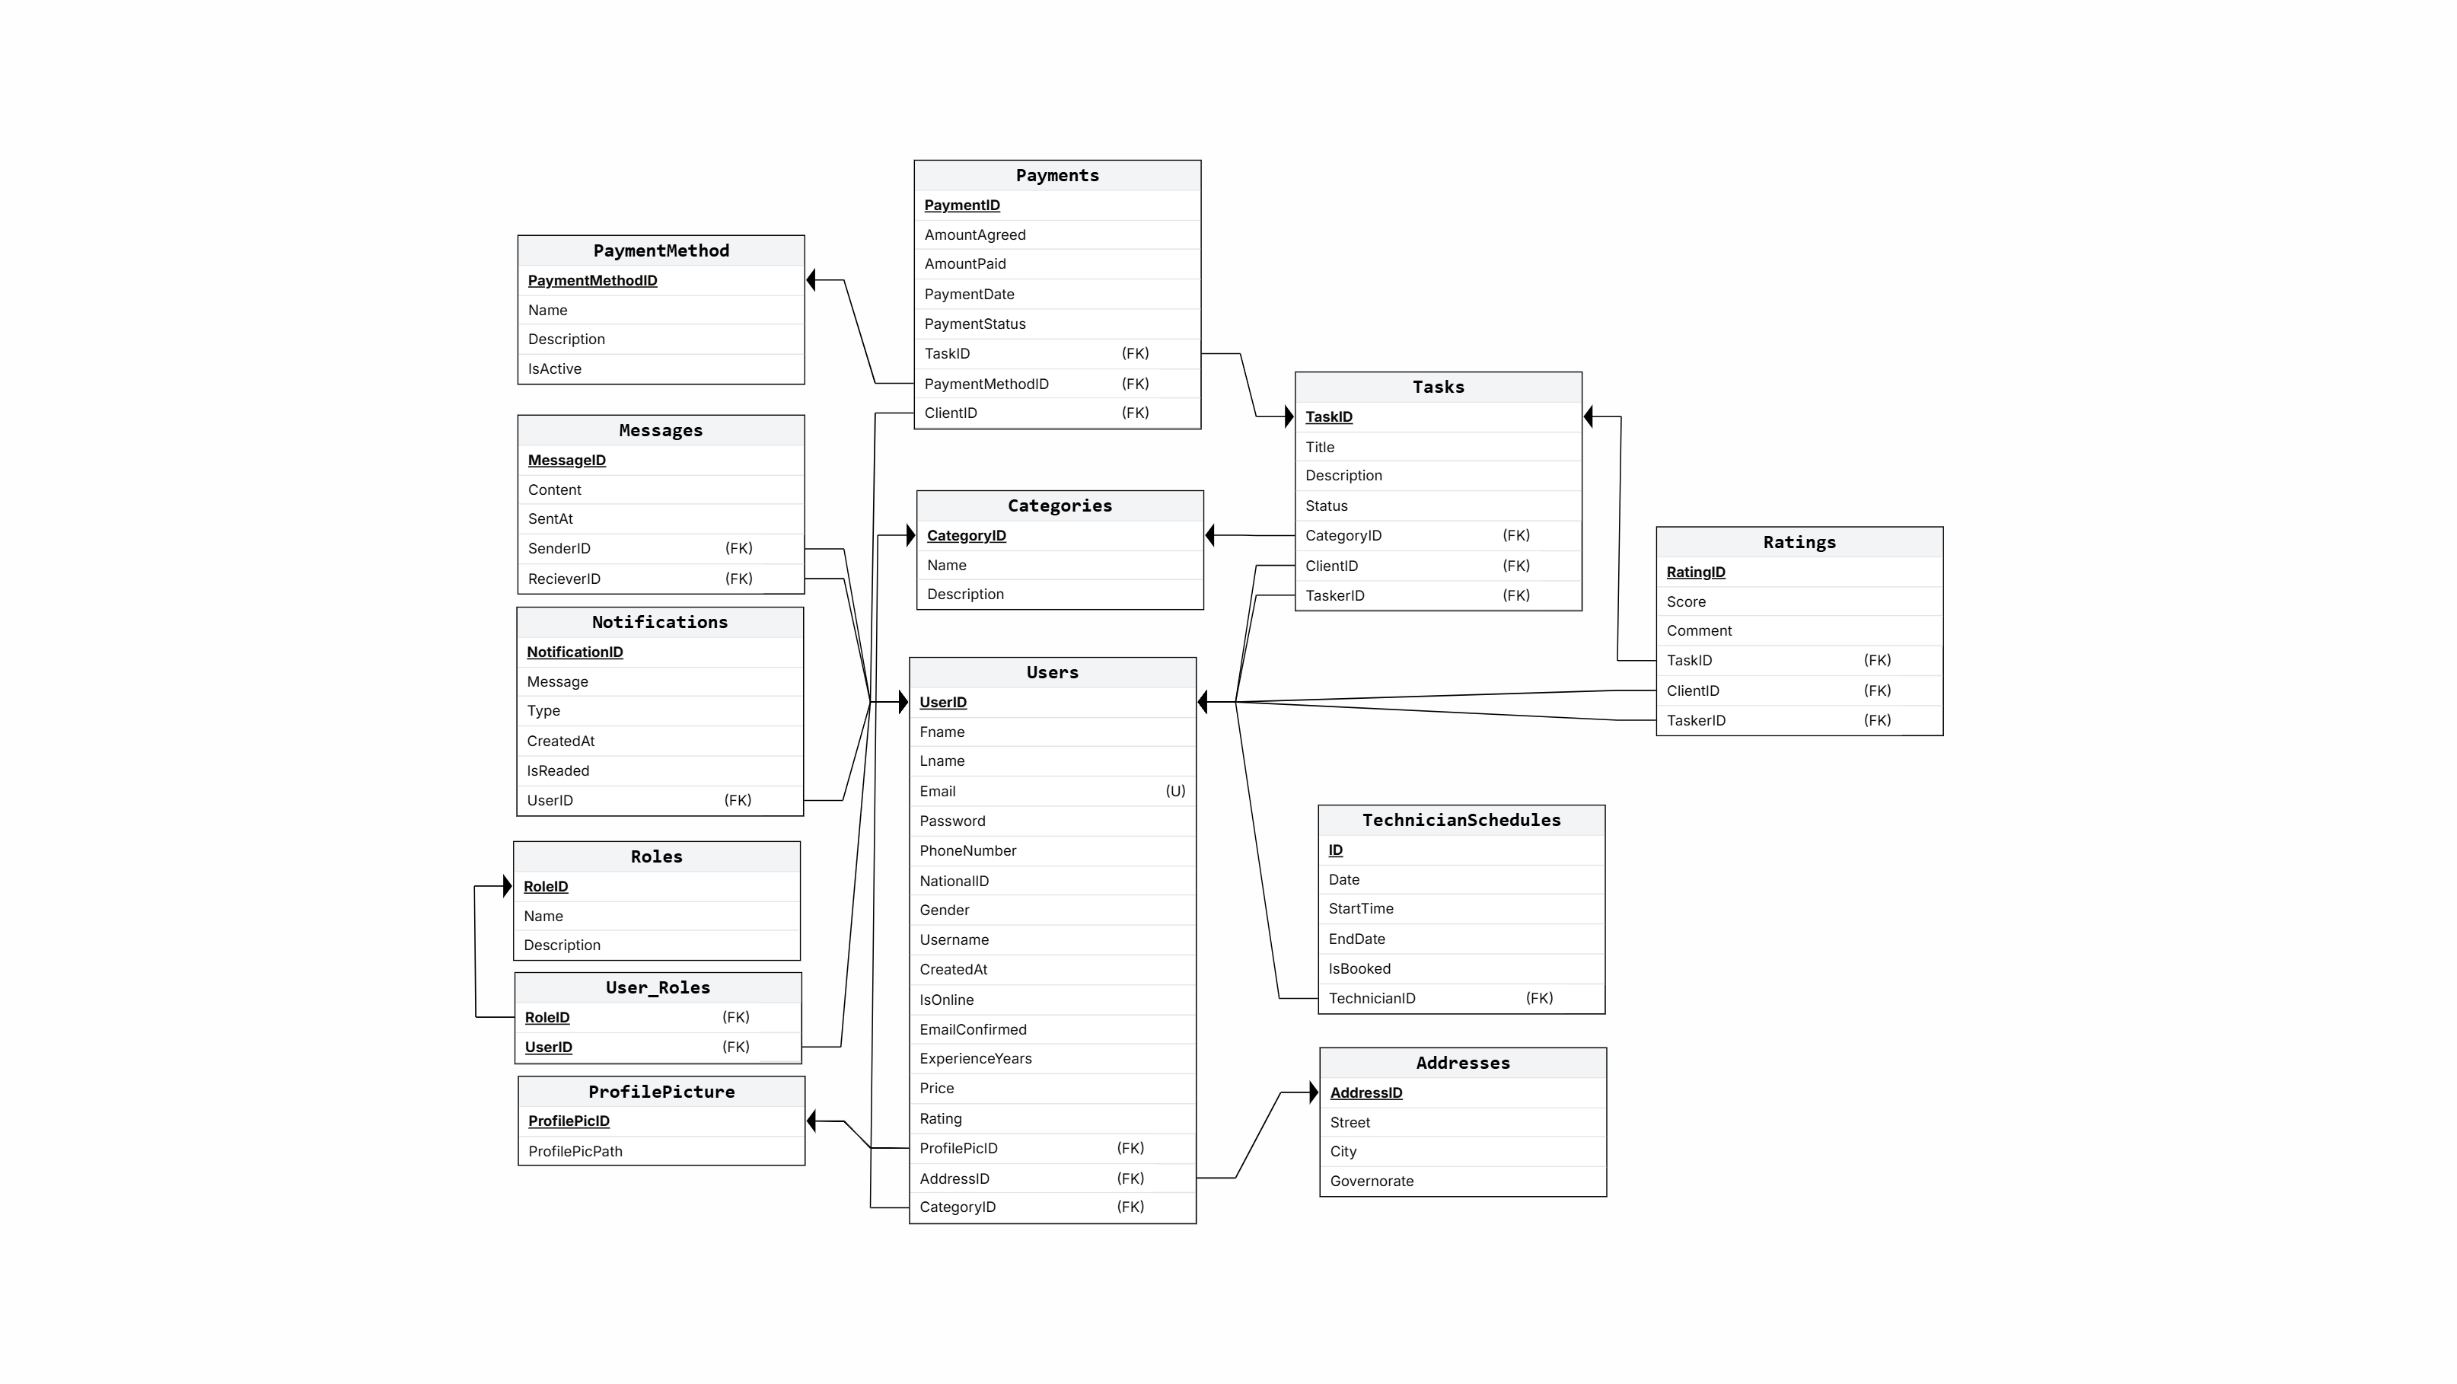 Payments
PaymentID
AmountAgreed
AmountPaid
PaymentDate
PaymentStatus
TaskID (FK)
PaymentMethodID (FK)
ClientID (FK)
PaymentMethod
PaymentMethodID
Name
Description
IsActive
Messages
MessageID
Content
SentAt
SenderID (FK)
RecieverID (FK)
Notifications
NotificationID
Message
Type
CreatedAt
IsReaded
UserID (FK)
Roles
RoleID
Name
Description
User_Roles
RoleID (FK)
UserID (FK)
ProfilePicture
ProfilePicID
ProfilePicPath
Categories
CategoryID
Name
Description
Users
UserID
Fname
Lname
Email (U)
Password
PhoneNumber
NationalID
Gender
Username
CreatedAt
IsOnline
EmailConfirmed
ExperienceYears
Price
Rating
ProfilePicID (FK)
AddressID (FK)
CategoryID (FK)
Tasks
TaskID
Title
Description
Status
CategoryID (FK)
ClientID (FK)
TaskerID (FK)
Ratings
RatingID
Score
Comment
TaskID (FK)
ClientID (FK)
TaskerID (FK)
TechnicianSchedules
ID
Date
StartTime
EndDate
IsBooked
TechnicianID (FK)
Addresses
AddressID
Street
City
Governorate